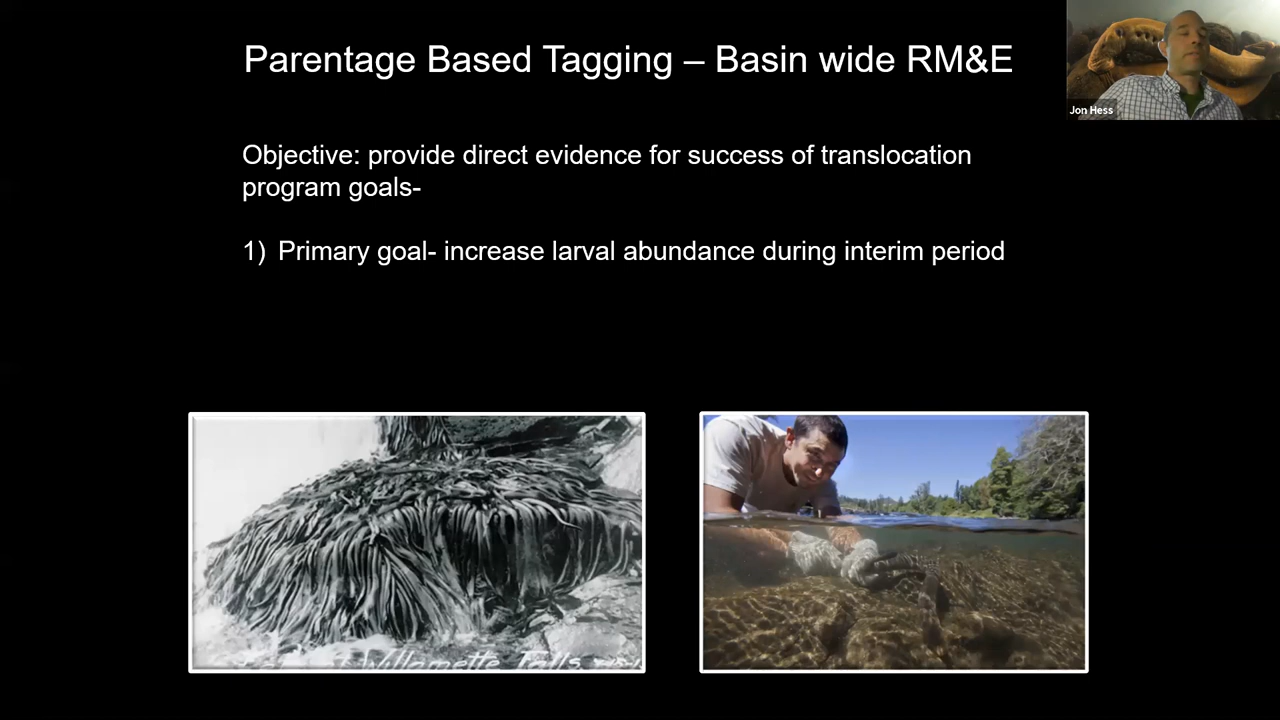 Parentage Based Tagging – Basin wide RM&E
Jon Hess
Objective: provide direct evidence for success of translocation
program goals-
1) Primary goal- increase larval abundance during interim period
Willamette Falls